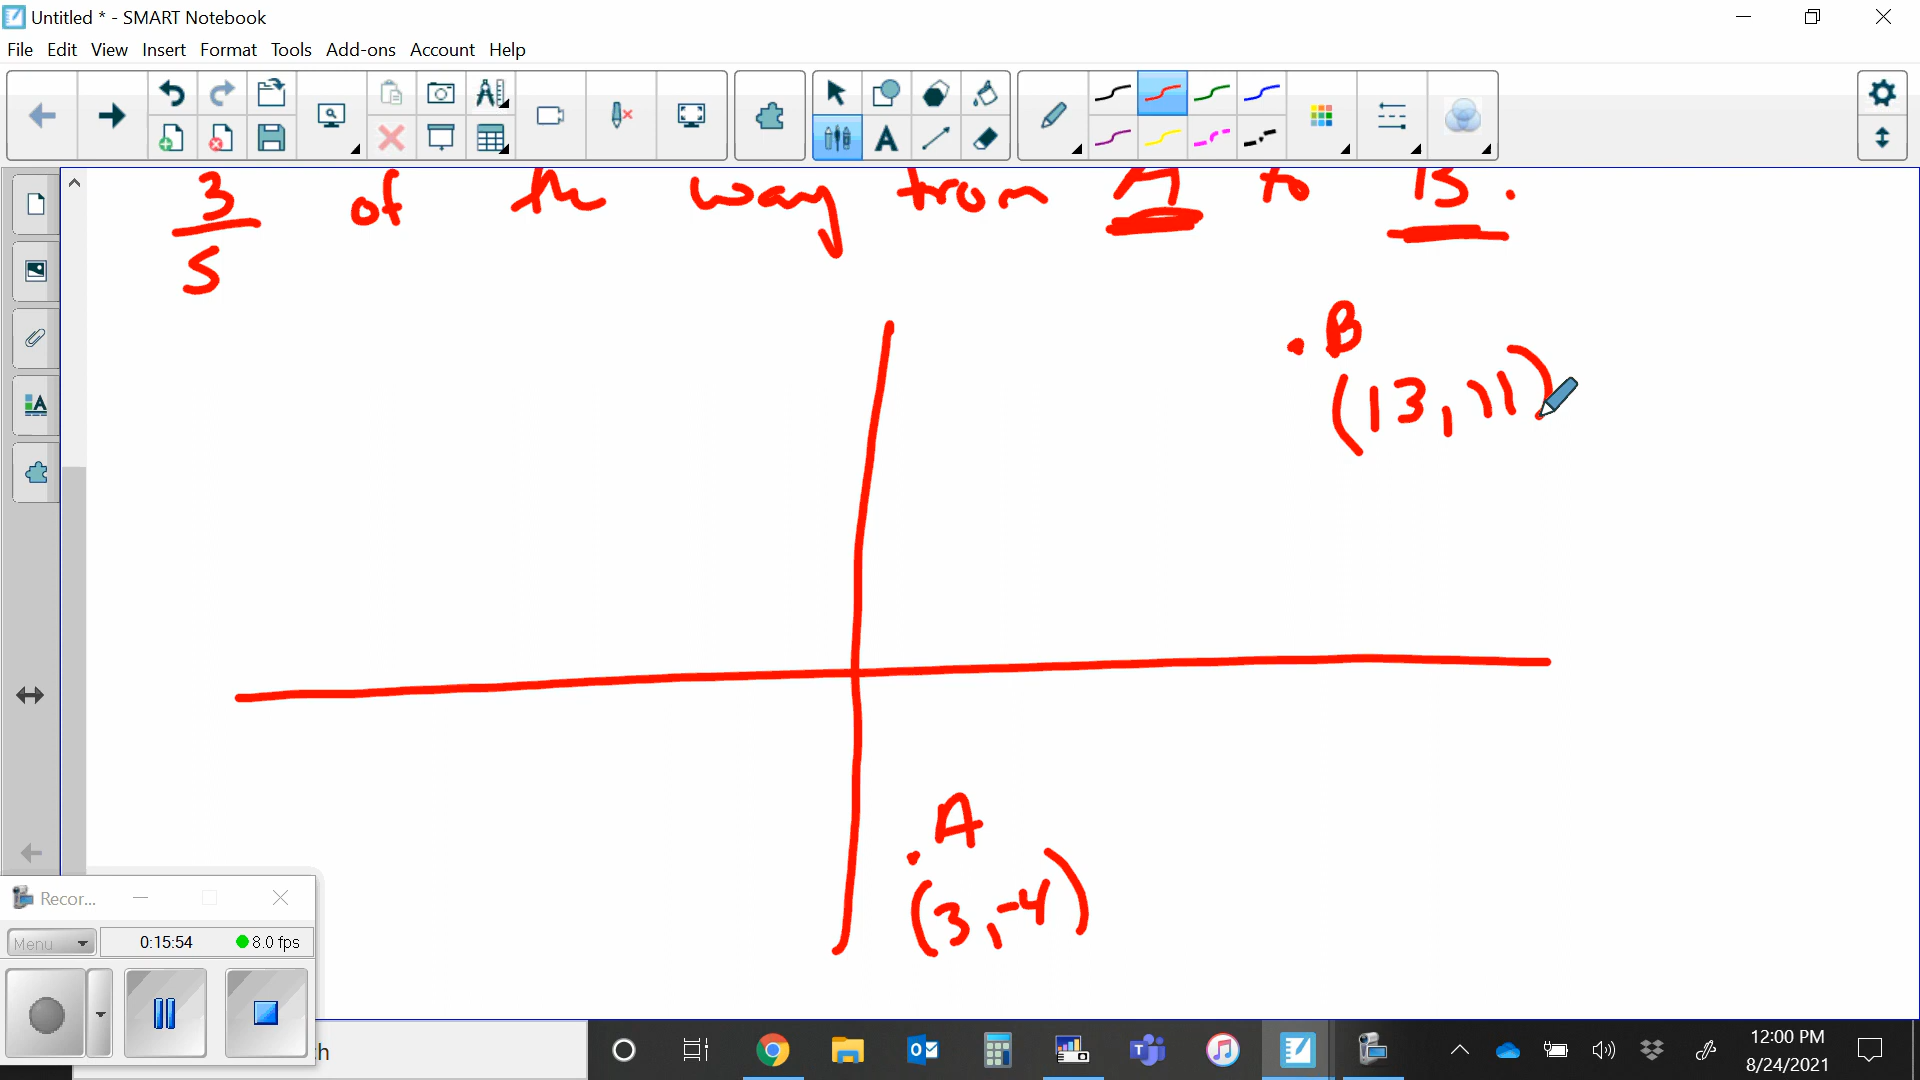 Untitled * - SMART Notebook
File Edit View Insert Format Tools Add-ons Account Help
3/5 of the way from A to B.
B
(13, 11)
A
(3, -4)
Recor...
Menu 0:15:54 8.0 fps
h
12:00 PM
8/24/2021